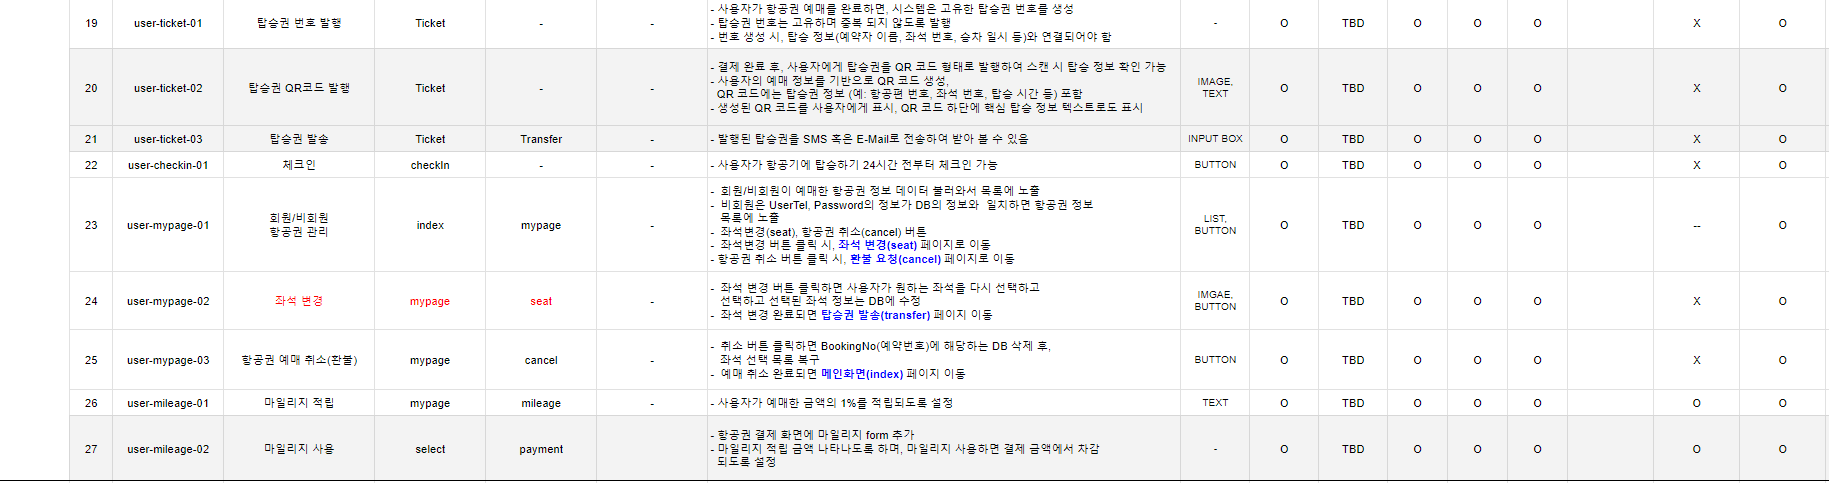 - 사용자가 항공권 예매를 완료하면, 시스템은 고유한 탑승권 번호를 생성
19 user-ticket-01 탑승권 번호 발행 Ticket - - - 탑승권 번호는 고유하며 중복 되지 않도록 발행 - O TBD O O O X O
- 번호 생성 시, 탑승 정보(예약자 이름, 좌석 번호, 승차 일시 등)와 연결되어야 함
- 결제 완료 후, 사용자에게 탑승권을 QR 코드 형태로 발행하여 스캔 시 탑승 정보 확인 가능
- 사용자의 예매 정보를 기반으로 QR 코드 생성,
20 user-ticket-02 탑승권 QR코드 발행 Ticket - - IMAGE, TEXT O TBD O O O X O
QR 코드에는 탑승권 정보 (예: 항공편 번호, 좌석 번호, 탑승 시간 등) 포함
- 생성된 QR 코드를 사용자에게 표시, QR 코드 하단에 핵심 탑승 정보 텍스트로도 표시
21 user-ticket-03 탑승권 발송 Ticket Transfer - - 발행된 탑승권을 SMS 혹은 E-Mail로 전송하여 받아 볼 수 있음 INPUT BOX O TBD O O O X O
22 user-checkin-01 체크인 checkIn - - - 사용자가 항공기에 탑승하기 24시간 전부터 체크인 가능 BUTTON O TBD O O O X O
- 회원/비회원이 예매한 항공권 정보 데이터 불러와서 목록에 노출
- 비회원은 UserTel, Password의 정보가 DB의 정보와 일치하면 항공권 정보
목록에 노출
23 user-mypage-01 회원/비회원 항공권 관리 index mypage - LIST, BUTTON O TBD O O O -- O
- 좌석변경(seat), 항공권 취소(cancel) 버튼
- 좌석변경 버튼 클릭 시, 좌석 변경(seat) 페이지로 이동
- 항공권 취소 버튼 클릭 시, 환불 요청(cancel) 페이지로 이동
- 좌석 변경 버튼 클릭하면 사용자가 원하는 좌석을 다시 선택하고
24 user-mypage-02 좌석 변경 mypage seat - 선택하고 선택된 좌석 정보는 DB에 수정 IMGAE, BUTTON O TBD O O O X O
- 좌석 변경 완료되면 탑승권 발송(transfer) 페이지 이동
- 취소 버튼 클릭하면 BookingNo(예약번호)에 해당하는 DB 삭제 후,
25 user-mypage-03 항공권 예매 취소(환불) mypage cancel - 좌석 선택 목록 복구 BUTTON O TBD O O O X O
- 예매 취소 완료되면 메인화면(index) 페이지 이동
26 user-mileage-01 마일리지 적립 mypage mileage - - 사용자가 예매한 금액의 1%를 적립되도록 설정 TEXT O TBD O O O O O
- 항공권 결제 화면에 마일리지 form 추가
27 user-mileage-02 마일리지 사용 select payment - 마일리지 적립 금액 나타나도록 하며, 마일리지 사용하면 결제 금액에서 차감 - O TBD O O O O O
되도록 설정